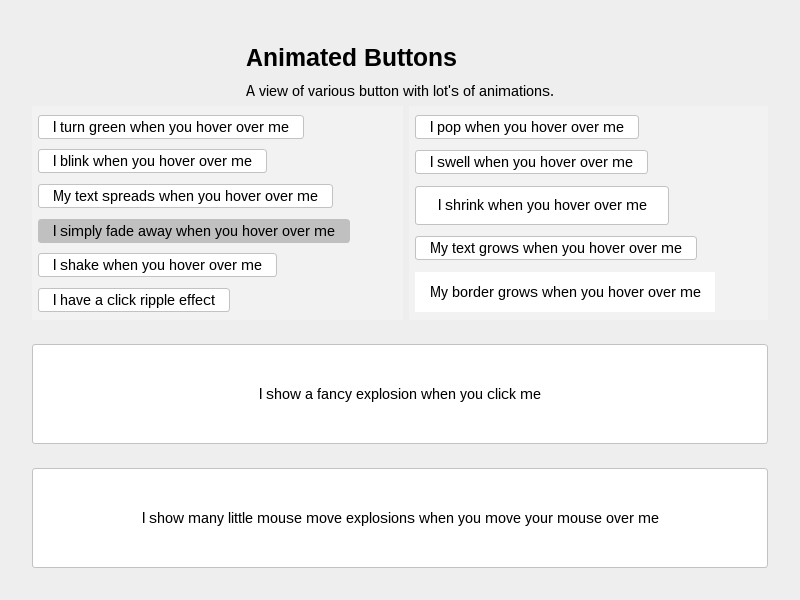 Animated Buttons
A view of various button with lot's of animations.
I turn green when you hover over me
I blink when you hover over me
My text spreads when you hover over me
I simply fade away when you hover over me
I shake when you hover over me
I have a click ripple effect
I pop when you hover over me
I swell when you hover over me
I shrink when you hover over me
My text grows when you hover over me
My border grows when you hover over me
I show a fancy explosion when you click me
I show many little mouse move explosions when you move your mouse over me